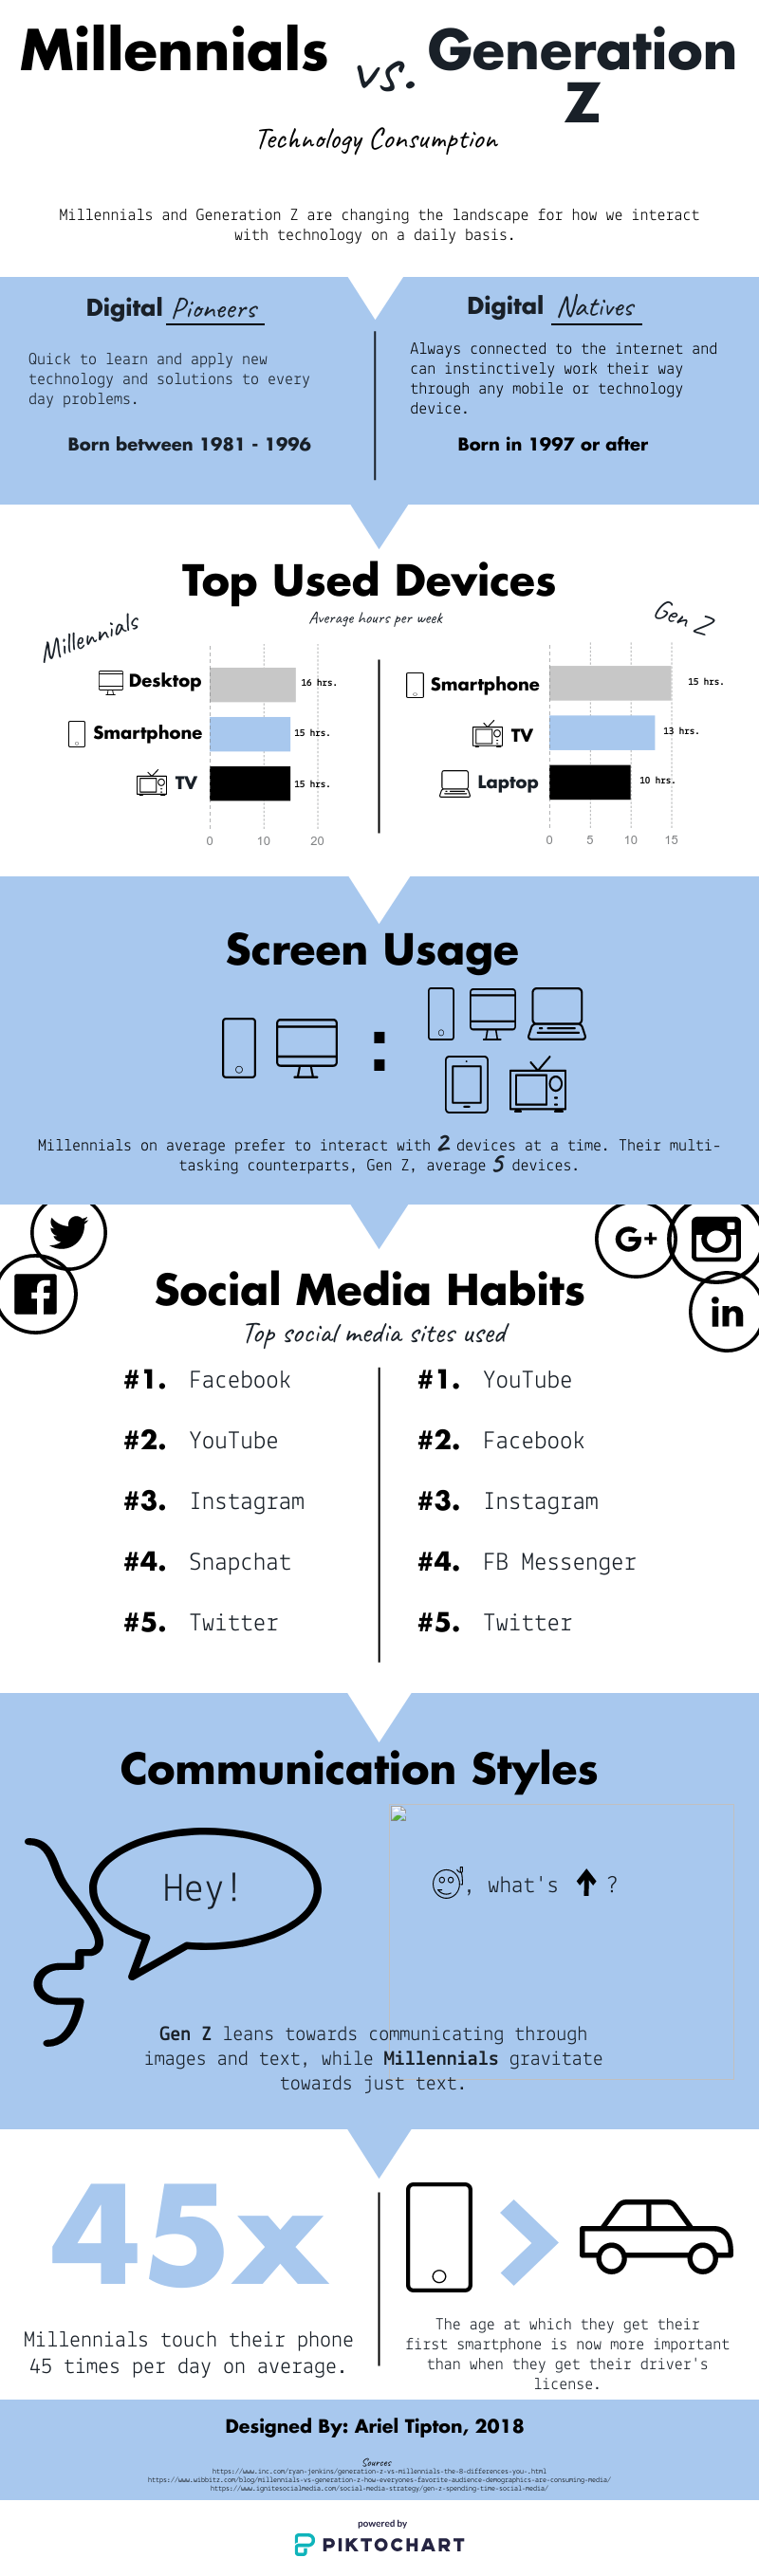 Millennials
vs.
Generation
Z
Technology Consumption
Millennials and Generation Z are changing the landscape for how we interact
with technology on a daily basis.
Digital Pioneers
Quick to learn and apply new
technology and solutions to every
day problems.
Born between 1981 - 1996
Digital Natives
Always connected to the internet and
can instinctively work their way
through any mobile or technology
device.
Born in 1997 or after
Top Used Devices
Average hours per week
Millennials
Desktop 16 hrs.
Smartphone 15 hrs.
TV 15 hrs.
0 10 20
Gen Z
Smartphone 15 hrs.
TV 13 hrs.
Laptop 10 hrs.
0 5 10 15
Screen Usage
:
Millennials on average prefer to interact with 2 devices at a time. Their multi-
tasking counterparts, Gen Z, average 5 devices.
G+
in
Social Media Habits
Top social media sites used
#1. Facebook
#2. YouTube
#3. Instagram
#4. Snapchat
#5. Twitter
#1. YouTube
#2. Facebook
#3. Instagram
#4. FB Messenger
#5. Twitter
Communication Styles
Hey!
, what's ?
Gen Z leans towards communicating through
images and text, while Millennials gravitate
towards just text.
45x
Millennials touch their phone
45 times per day on average.
>
The age at which they get their
first smartphone is now more important
than when they get their driver's
license.
Designed By: Ariel Tipton, 2018
Sources
https://www.inc.com/ryan-jenkins/generation-z-vs-millennials-the-8-differences-you-.html
https://www.wibbitz.com/blog/millennials-vs-generation-z-how-everyones-favorite-audience-demographics-are-consuming-media/
https://www.ignitesocialmedia.com/social-media-strategy/gen-z-spending-time-social-media/
powered by
PIKTOCHART